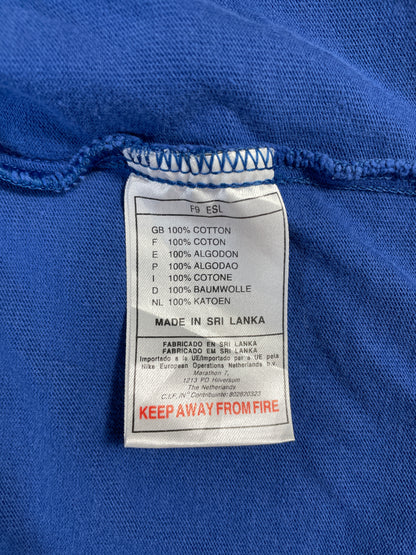 F9 ESL
GB 100% COTTON
F 100% COTON
E 100% ALGODON
P 100% ALGODAO
I 100% COTONE
D 100% BAUMWOLLE
NL 100% KATOEN
MADE IN SRI LANKA
FABRICADO EN SRI LANKA
FABRICADO EM SRI LANKA
Importado a la UE/Importado para a UE pela
Nike European Operations Netherlands b.v.
Marathon 7,
1213 PD Hilversum
The Netherlands
C.I.F. /Nº Contribuinte: 802670323
KEEP AWAY FROM FIRE